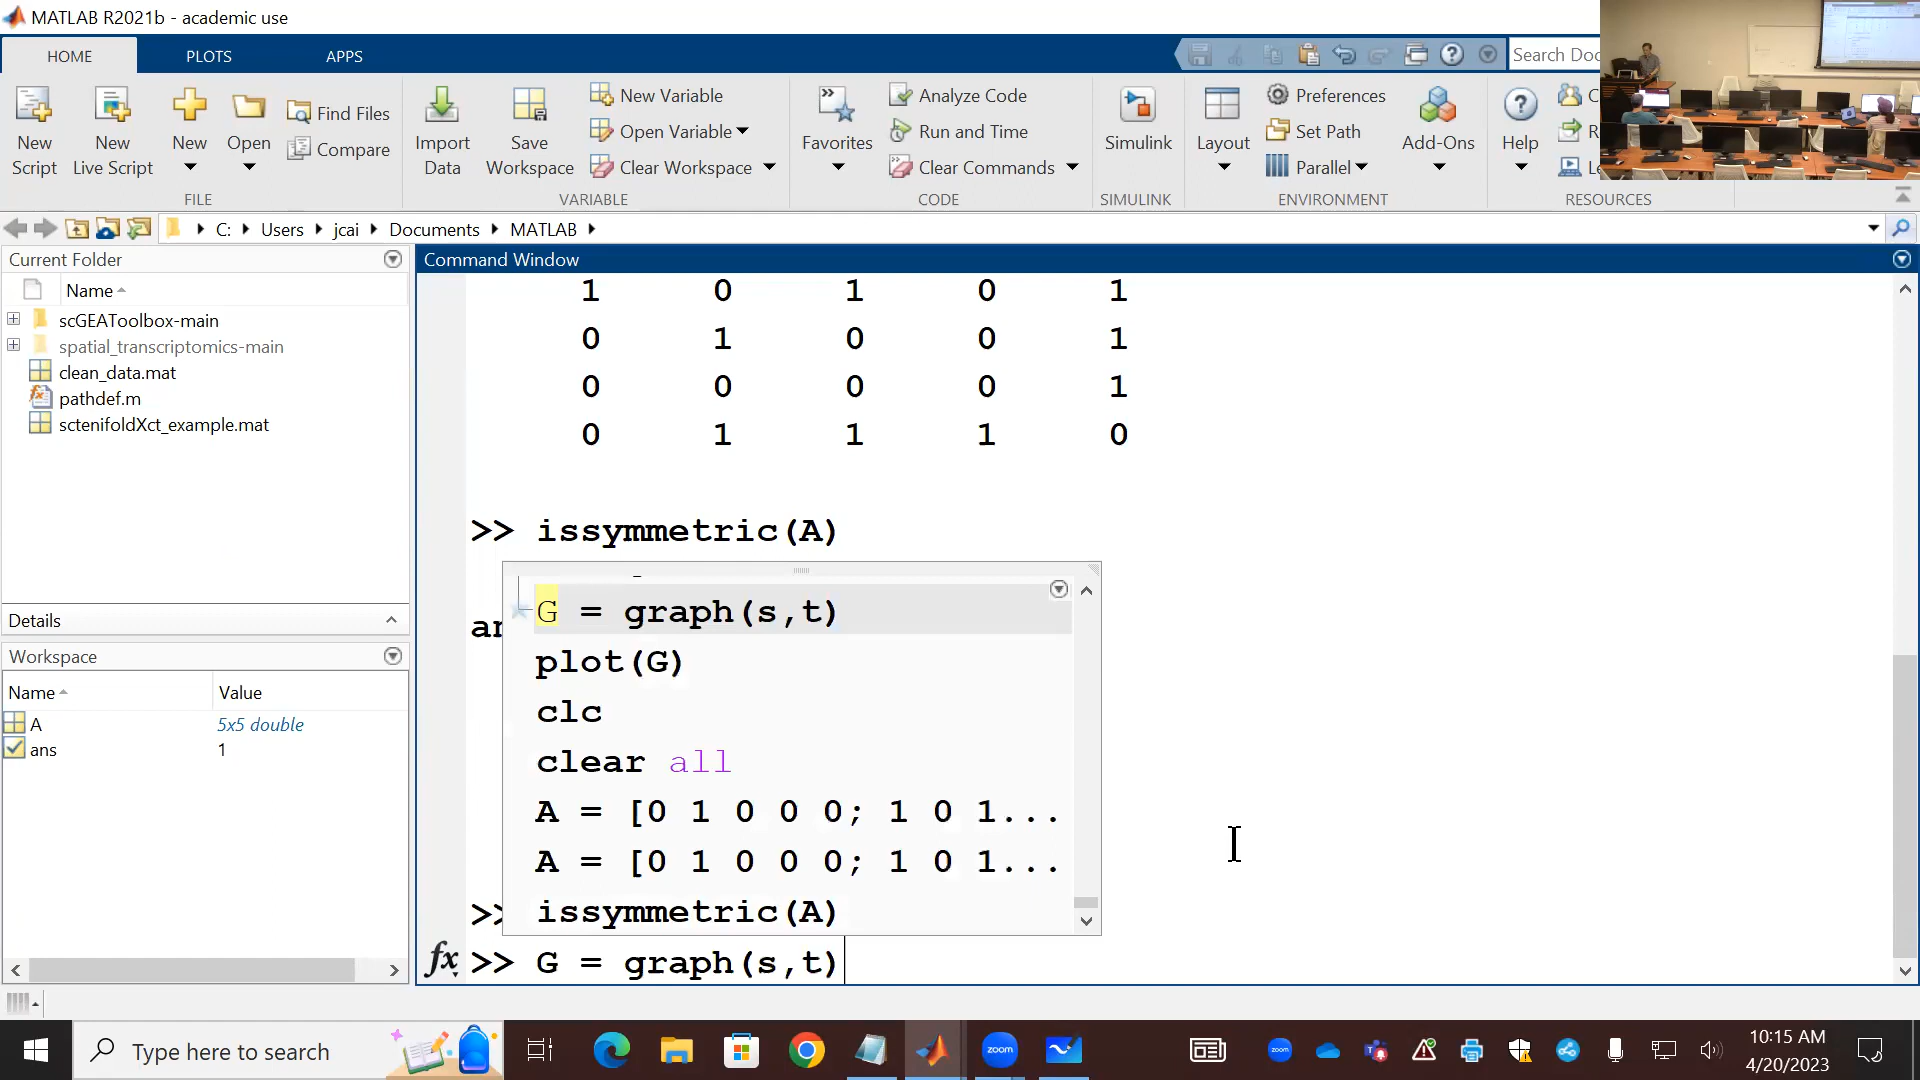 MATLAB R2021b - academic use
HOME
PLOTS
APPS
Search Doc
New
Script
New
Live Script
New
Open
Find Files
Compare
FILE
Import
Data
Save
Workspace
New Variable
Open Variable
Clear Workspace
VARIABLE
Favorites
Analyze Code
Run and Time
Clear Commands
CODE
Simulink
SIMULINK
Layout
Preferences
Set Path
Parallel
ENVIRONMENT
Add-Ons
Help
C
R
RESOURCES
C:
Users
jcai
Documents
MATLAB
Current Folder
Name
scGEAToolbox-main
spatial_transcriptomics-main
clean_data.mat
pathdef.m
sctenifoldXct_example.mat
Details
Workspace
Name
Value
A
5x5 double
ans
1
Command Window
1 0 1 0 1
0 1 0 0 1
0 0 0 0 1
0 1 1 1 0
>> issymmetric(A)
an
G = graph(s,t)
plot(G)
clc
clear all
A = [0 1 0 0 0; 1 0 1...
A = [0 1 0 0 0; 1 0 1...
issymmetric(A)
>>
fx >> G = graph(s,t)
Type here to search
zoom
zoom
10:15 AM
4/20/2023